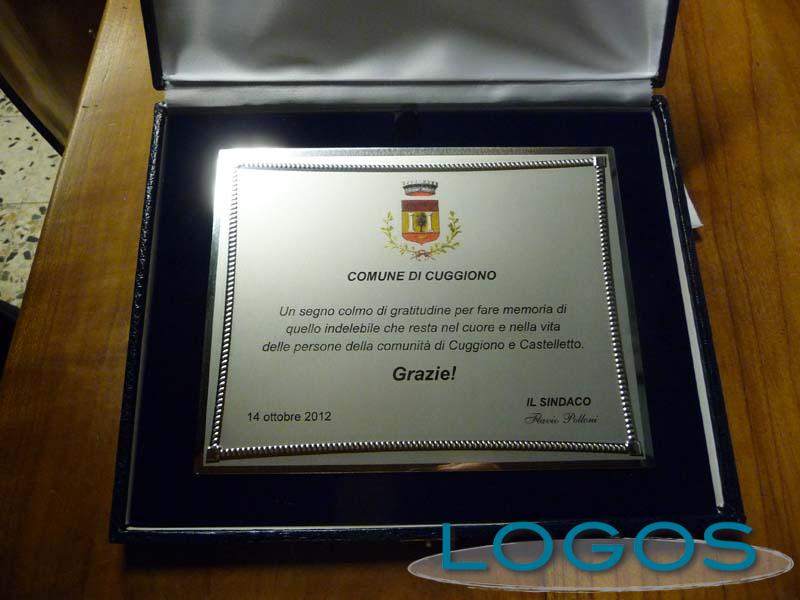 COMUNE DI CUGGIONO
Un segno colmo di gratitudine per fare memoria di
quello indelebile che resta nel cuore e nella vita
delle persone della comunità di Cuggiono e Castelletto.
Grazie!
IL SINDACO
14 ottobre 2012
Flavio Polloni
LOGOS